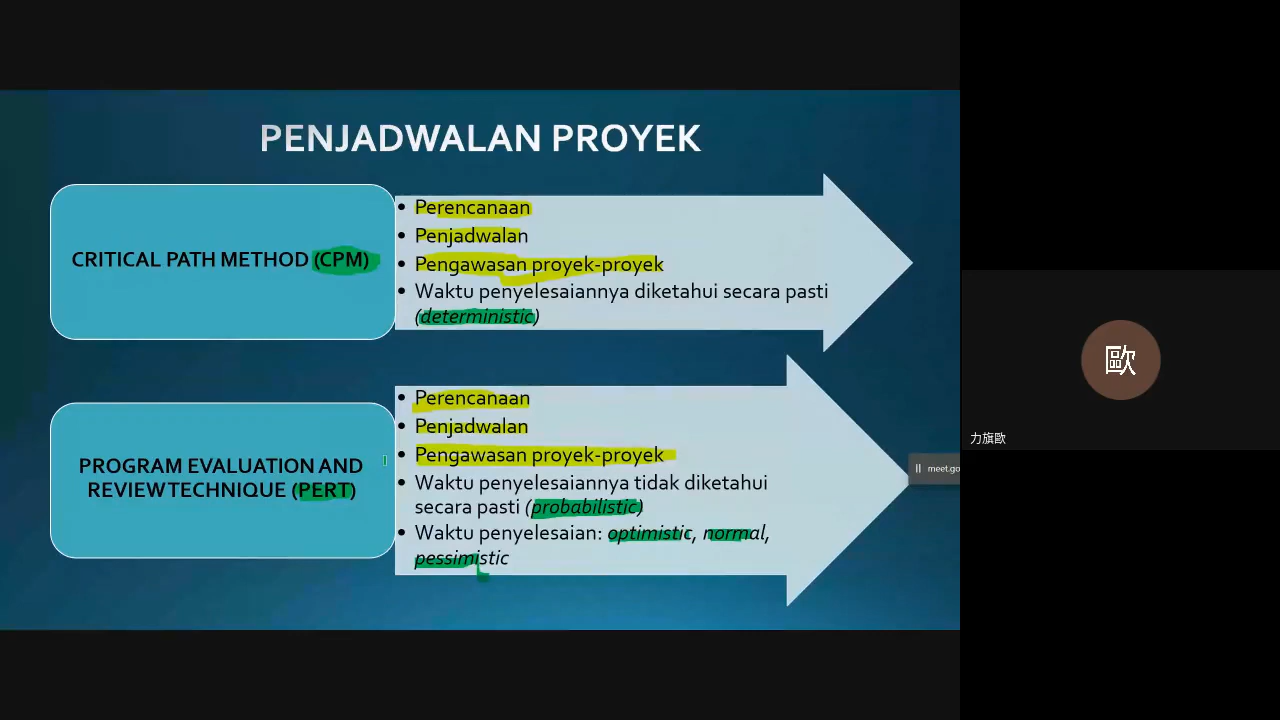 PENJADWALAN PROYEK
CRITICAL PATH METHOD (CPM)
• Perencanaan
• Penjadwalan
• Pengawasan proyek-proyek
• Waktu penyelesaiannya diketahui secara pasti
(deterministic)
PROGRAM EVALUATION AND
REVIEW TECHNIQUE (PERT)
• Perencanaan
• Penjadwalan
• Pengawasan proyek-proyek
• Waktu penyelesaiannya tidak diketahui
secara pasti (probabilistic)
• Waktu penyelesaian: optimistic, normal,
pessimistic
meet.go
歐
力旗歐